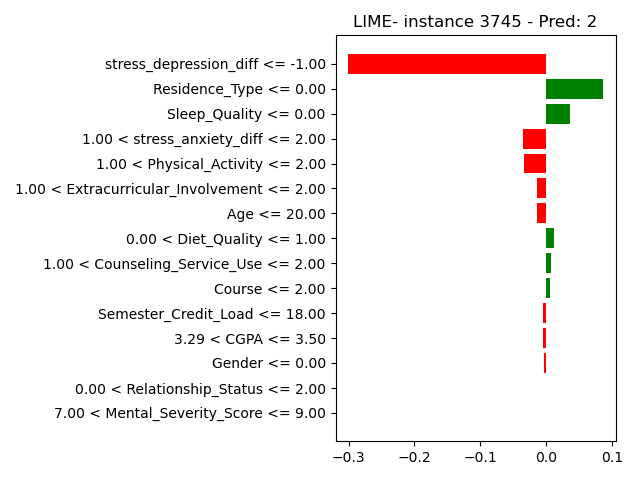 LIME- instance 3745 - Pred: 2
stress_depression_diff <= -1.00
Residence_Type <= 0.00
Sleep_Quality <= 0.00
1.00 < stress_anxiety_diff <= 2.00
1.00 < Physical_Activity <= 2.00
1.00 < Extracurricular_Involvement <= 2.00
Age <= 20.00
0.00 < Diet_Quality <= 1.00
1.00 < Counseling_Service_Use <= 2.00
Course <= 2.00
Semester_Credit_Load <= 18.00
3.29 < CGPA <= 3.50
Gender <= 0.00
0.00 < Relationship_Status <= 2.00
7.00 < Mental_Severity_Score <= 9.00
−0.3 −0.2 −0.1 0.0 0.1